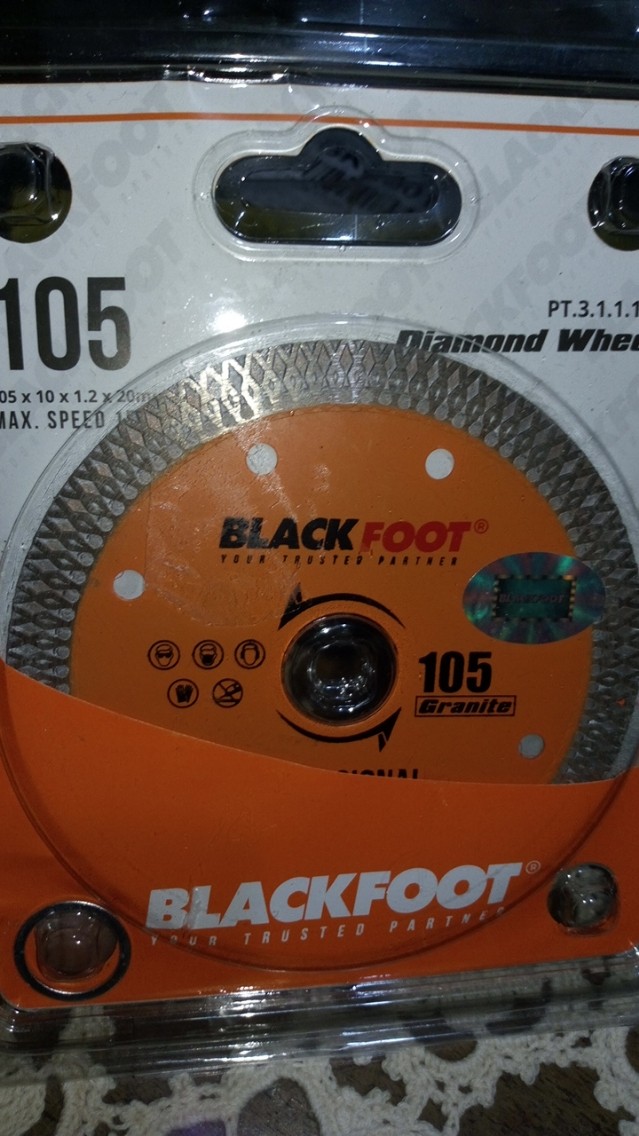 105
PT.3.1.1.1
Diamond Whee
05 x 10 x 1.2 x 20m
MAX. SPEED
BLACKFOOT®
YOUR TRUSTED PARTNER
BLACKFOOT
105
Granite
BLACKFOOT®
YOUR TRUSTED PARTNER